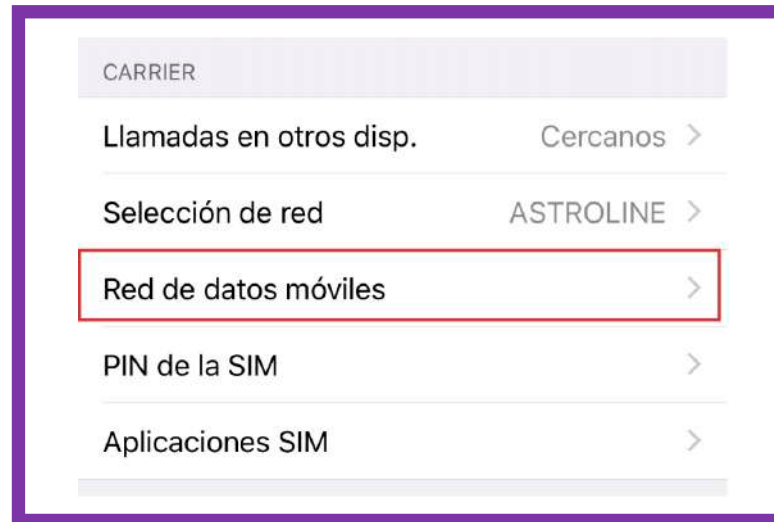 CARRIER
Llamadas en otros disp. Cercanos
Selección de red ASTROLINE
Red de datos móviles
PIN de la SIM
Aplicaciones SIM